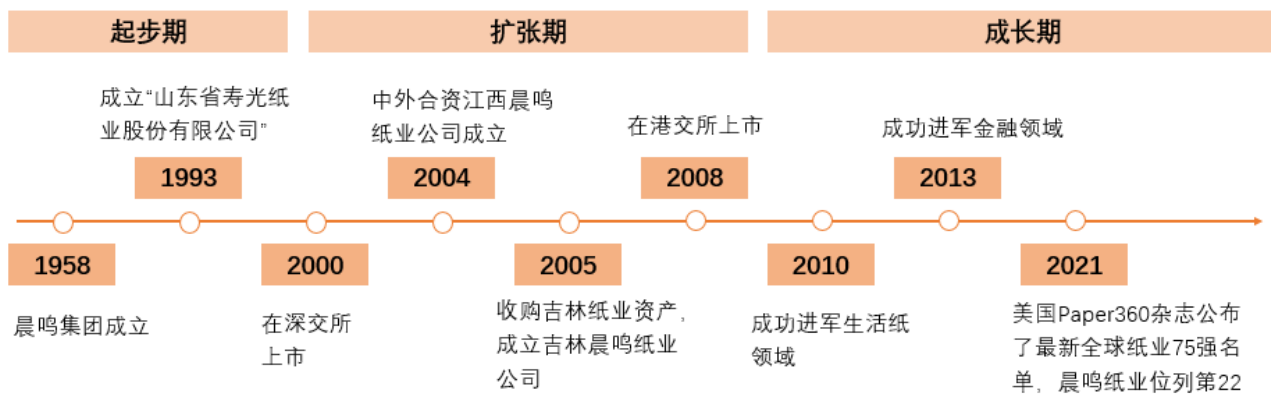 起步期
扩张期
成长期
成立“山东省寿光纸
业股份有限公司”
1993
中外合资江西晨鸣
纸业公司成立
2004
在港交所上市
2008
成功进军金融领域
2013
1958
晨鸣集团成立
2000
在深交所
上市
2005
收购吉林纸业资产，
成立吉林晨鸣纸业
公司
2010
成功进军生活纸
领域
2021
美国Paper360杂志公布
了最新全球纸业75强名
单，晨鸣纸业位列第22